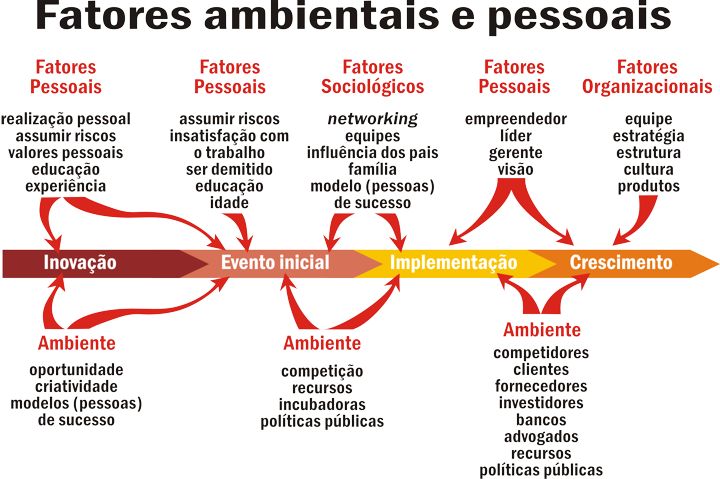 Fatores ambientais e pessoais
Fatores
Pessoais
realização pessoal
assumir riscos
valores pessoais
educação
experiência
Fatores
Pessoais
assumir riscos
insatisfação com
o trabalho
ser demitido
educação
idade
Fatores
Sociológicos
networking
equipes
influência dos pais
família
modelo (pessoas)
de sucesso
Fatores
Pessoais
empreendedor
líder
gerente
visão
Fatores
Organizacionais
equipe
estratégia
estrutura
cultura
produtos
Inovação
Evento inicial
Implementação
Crescimento
Ambiente
oportunidade
criatividade
modelos (pessoas)
de sucesso
Ambiente
competição
recursos
incubadoras
políticas públicas
Ambiente
competidores
clientes
fornecedores
investidores
bancos
advogados
recursos
políticas públicas